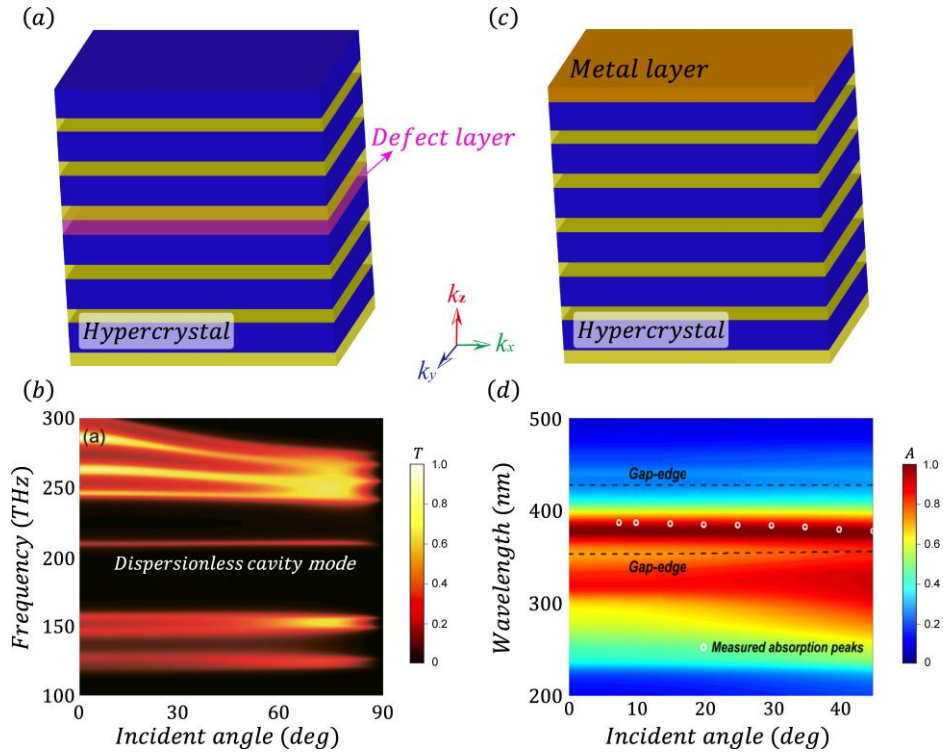 (a)
Defect layer
Hypercrystal
(c)
Metal layer
Hypercrystal
kz
kx
ky
(b)
(a)
Frequency (THz)
300
250
200
150
100
Dispersionless cavity mode
0
30
60
90
Incident angle (deg)
T
1.0
0.8
0.6
0.4
0.2
0
(d)
Wavelength (nm)
500
400
300
200
Gap-edge
Gap-edge
Measured absorption peaks
0
10
20
30
40
Incident angle (deg)
A
1.0
0.8
0.6
0.4
0.2
0